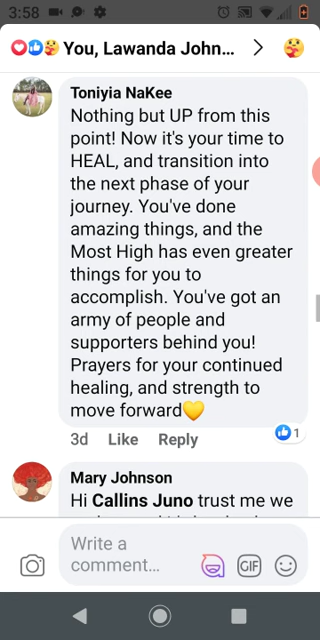 3:58
You, Lawanda John...
Toniyia NaKee
Nothing but UP from this
point! Now it's your time to
HEAL, and transition into
the next phase of your
journey. You've done
amazing things, and the
Most High has even greater
things for you to
accomplish. You've got an
army of people and
supporters behind you!
Prayers for your continued
healing, and strength to
move forward💛
3d Like Reply
1
Mary Johnson
Hi Callins Juno trust me we
Write a
comment...
GIF